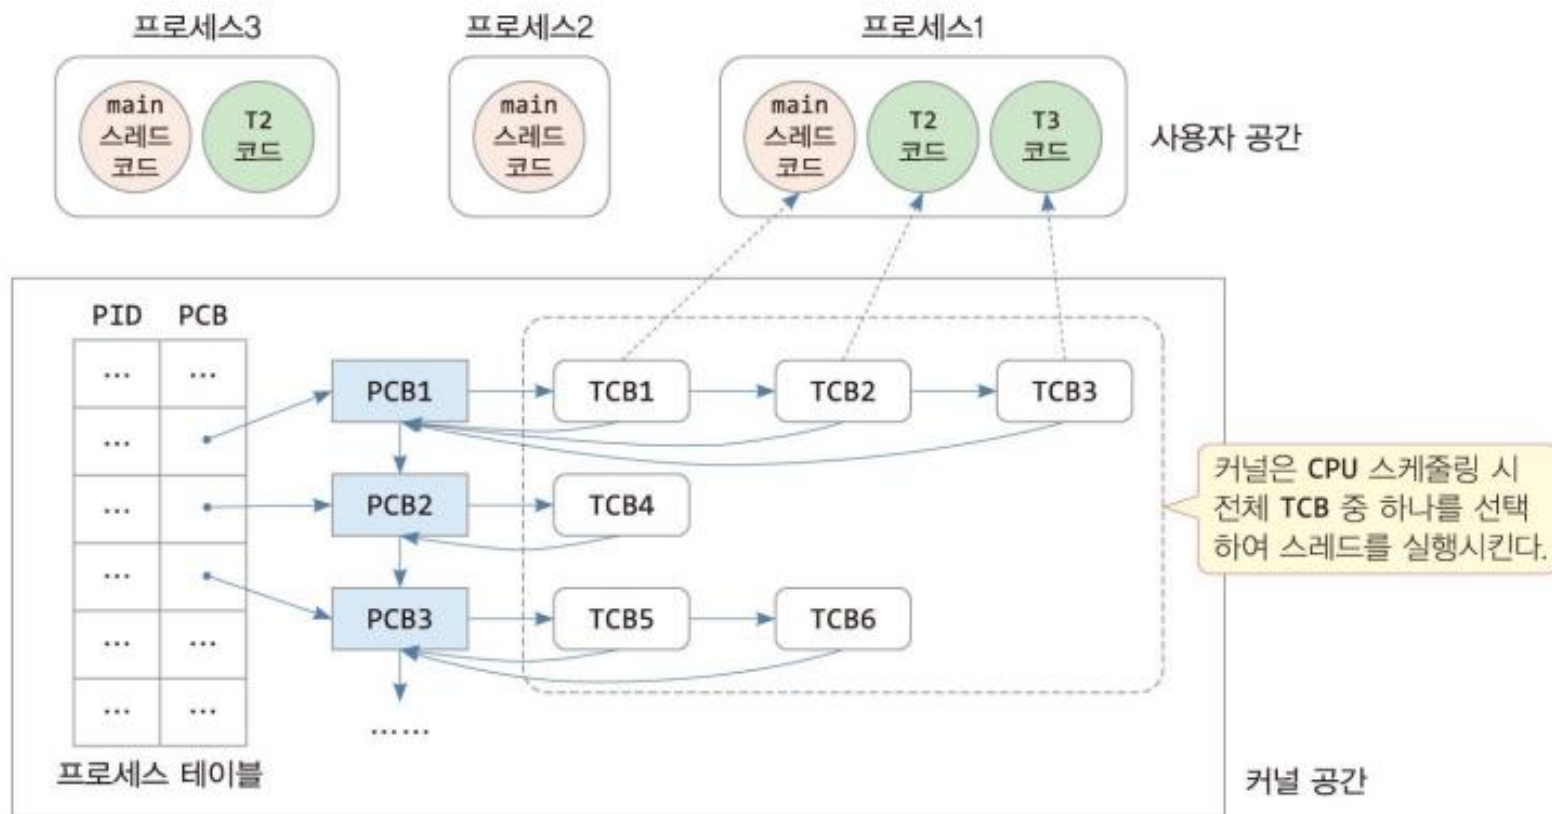 프로세스3
프로세스2
프로세스1
main
스레드
코드
T2
코드
main
스레드
코드
main
스레드
코드
T2
코드
T3
코드
사용자 공간
PID PCB
... ...
...
...
...
... ...
... ...
프로세스 테이블
PCB1 TCB1 TCB2 TCB3
PCB2 TCB4
PCB3 TCB5 TCB6
......
커널은 CPU 스케줄링 시
전체 TCB 중 하나를 선택
하여 스레드를 실행시킨다.
커널 공간